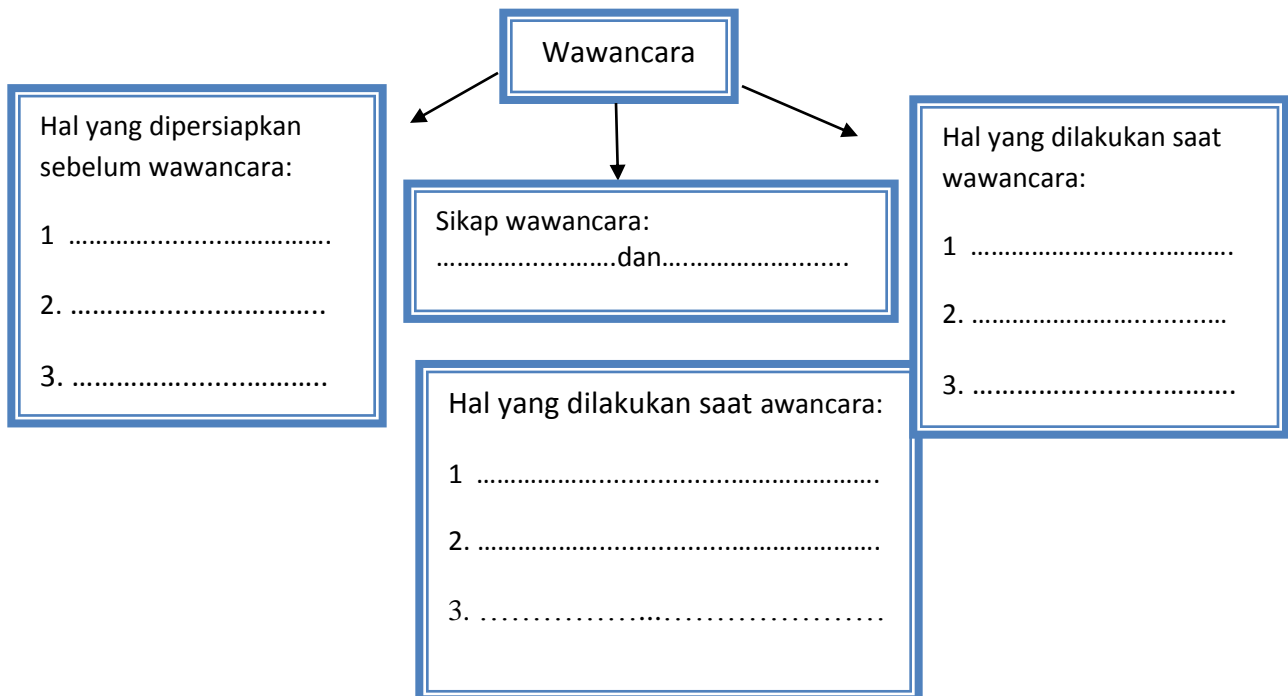 Wawancara
Hal yang dipersiapkan
sebelum wawancara:
1 …………..........…………….
2. …………..........…………..
3. ……………..........………..
Sikap wawancara:
…………..........…….dan….……………........
Hal yang dilakukan saat
wawancara:
1 ……………..........……….
2. …………………..........…
3. ……………..........……….
Hal yang dilakukan saat awancara:
1 ………………..................………………….
2. ………………..................………………….
3. ……………...…………………